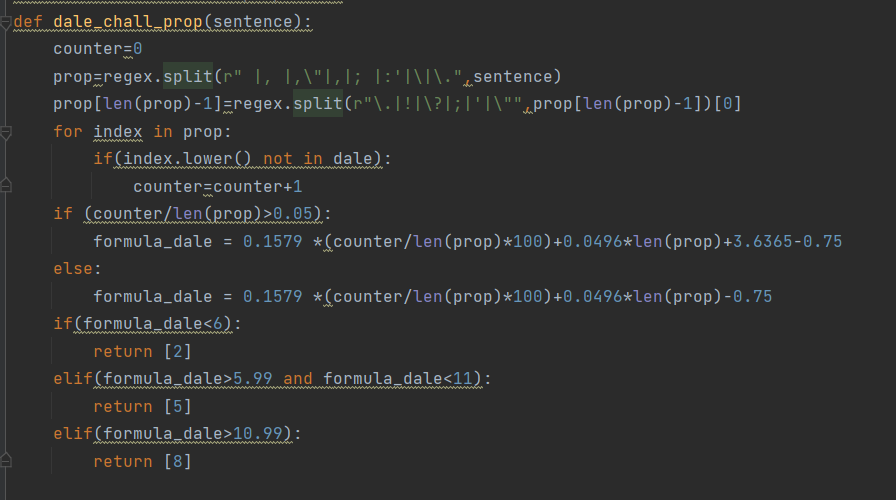 def dale_chall_prop(sentence):
    counter=0
    prop=regex.split(r" |, |,\"|,|; |:'|\|\.",sentence)
    prop[len(prop)-1]=regex.split(r"\.|!|\?|;|'|\"",prop[len(prop)-1])[0]
    for index in prop:
        if(index.lower() not in dale):
            counter=counter+1
    if (counter/len(prop)>0.05):
        formula_dale = 0.1579 *(counter/len(prop)*100)+0.0496*len(prop)+3.6365-0.75
    else:
        formula_dale = 0.1579 *(counter/len(prop)*100)+0.0496*len(prop)-0.75
    if(formula_dale<6):
        return [2]
    elif(formula_dale>5.99 and formula_dale<11):
        return [5]
    elif(formula_dale>10.99):
        return [8]